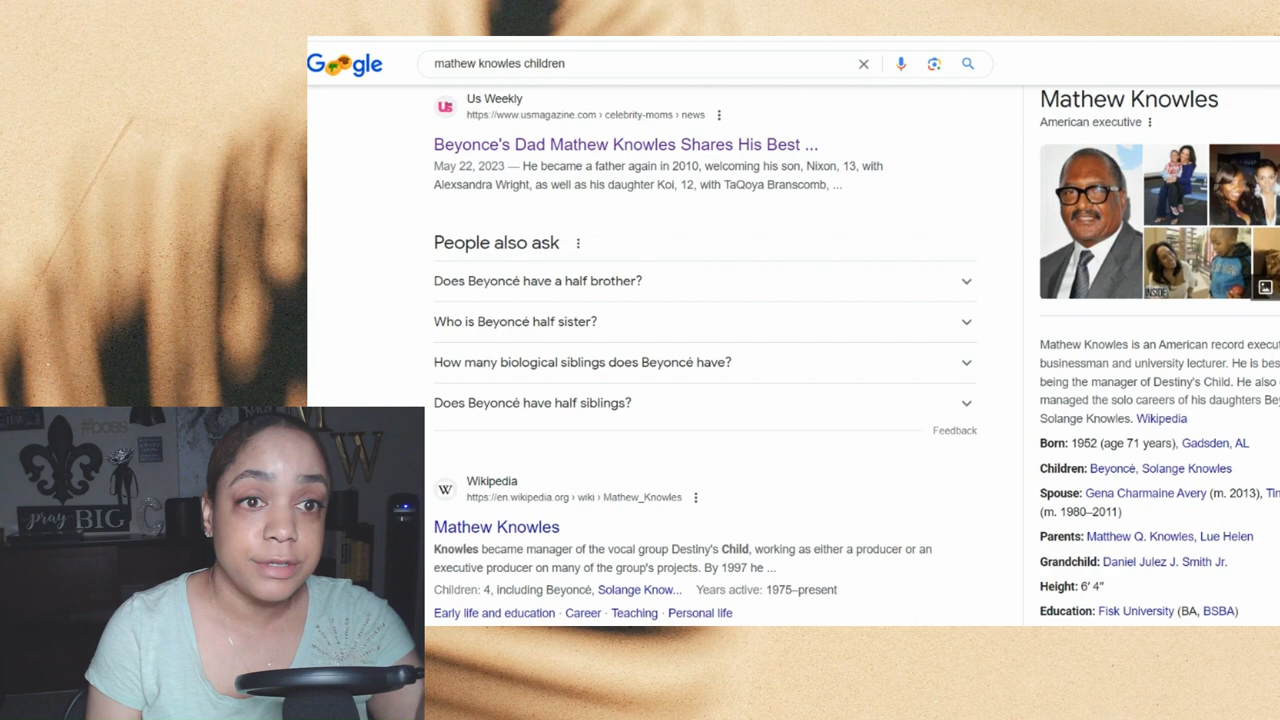 Google
mathew knowles children
Us Weekly
https://www.usmagazine.com › celebrity-moms › news
Beyonce's Dad Mathew Knowles Shares His Best ...
May 22, 2023 — He became a father again in 2010, welcoming his son, Nixon, 13, with
Alexsandra Wright, as well as his daughter Koi, 12, with TaQoya Branscomb, ...
People also ask
Does Beyoncé have a half brother?
Who is Beyoncé half sister?
How many biological siblings does Beyoncé have?
Does Beyoncé have half siblings?
Feedback
W
Wikipedia
https://en.wikipedia.org › wiki › Mathew_Knowles
Mathew Knowles
Knowles became manager of the vocal group Destiny's Child, working as either a producer or an
executive producer on many of the group's projects. By 1997 he ...
Children: 4, including Beyoncé, Solange Know... Years active: 1975–present
Early life and education · Career · Teaching · Personal life
Mathew Knowles
American executive
INSIDE
Mathew Knowles is an American record execut
businessman and university lecturer. He is bes
being the manager of Destiny's Child. He also
managed the solo careers of his daughters Bey
Solange Knowles. Wikipedia
Born: 1952 (age 71 years), Gadsden, AL
Children: Beyoncé, Solange Knowles
Spouse: Gena Charmaine Avery (m. 2013), Tin
(m. 1980–2011)
Parents: Matthew Q. Knowles, Lue Helen
Grandchild: Daniel Julez J. Smith Jr.
Height: 6′ 4″
Education: Fisk University (BA, BSBA)
#boss
M
W
pray BIG
C